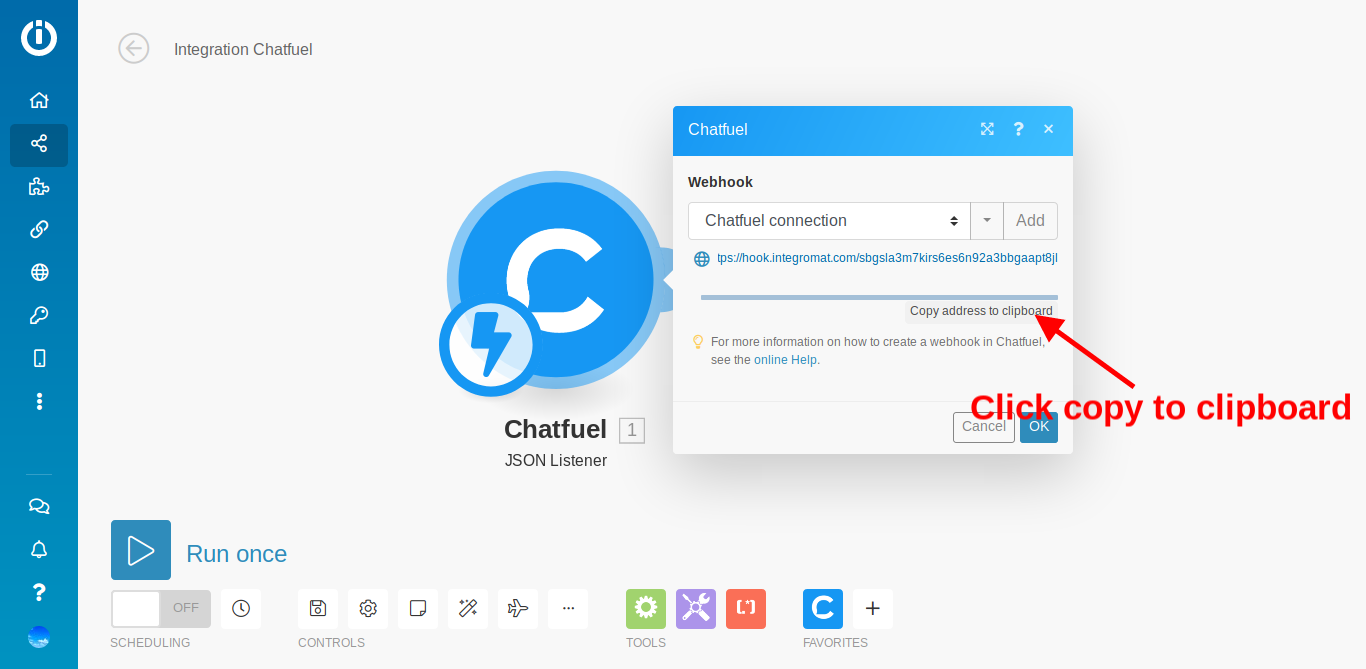 Integration Chatfuel
Chatfuel
?
×
Webhook
Chatfuel connection
Add
tps://hook.integromat.com/sbgsla3m7kirs6es6n92a3bbgaapt8jl
Copy address to clipboard
For more information on how to create a webhook in Chatfuel,
see the online Help.
Click copy to clipboard
Cancel
OK
Chatfuel 1
JSON Listener
Run once
OFF
SCHEDULING
CONTROLS
TOOLS
FAVORITES
?